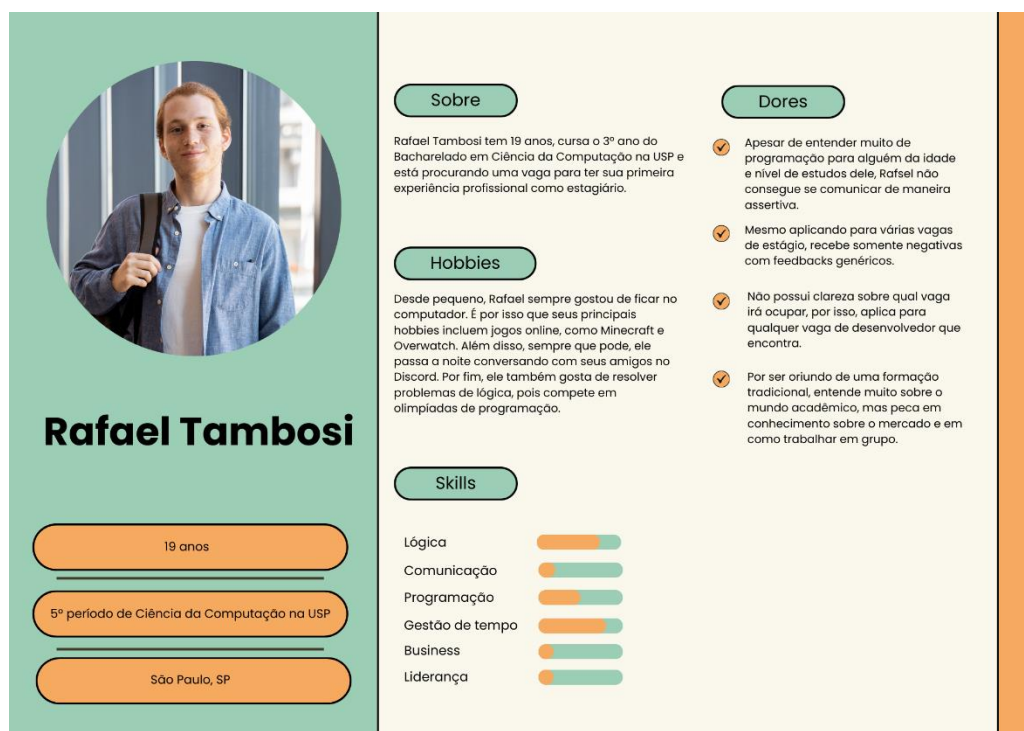 Rafael Tambosi
19 anos
5º período de Ciência da Computação na USP
São Paulo, SP
Sobre
Rafael Tambosi tem 19 anos, cursa o 3º ano do
Bacharelado em Ciência da Computação na USP e
está procurando uma vaga para ter sua primeira
experiência profissional como estagiário.
Hobbies
Desde pequeno, Rafael sempre gostou de ficar no
computador. É por isso que seus principais
hobbies incluem jogos online, como Minecraft e
Overwatch. Além disso, sempre que pode, ele
passa a noite conversando com seus amigos no
Discord. Por fim, ele também gosta de resolver
problemas de lógica, pois compete em
olimpíadas de programação.
Skills
Lógica
Comunicação
Programação
Gestão de tempo
Business
Liderança
Dores
Apesar de entender muito de
programação para alguém da idade
e nível de estudos dele, Rafsel não
consegue se comunicar de maneira
assertiva.
Mesmo aplicando para várias vagas
de estágio, recebe somente negativas
com feedbacks genéricos.
Não possui clareza sobre qual vaga
irá ocupar, por isso, aplica para
qualquer vaga de desenvolvedor que
encontra.
Por ser oriundo de uma formação
tradicional, entende muito sobre o
mundo acadêmico, mas peca em
conhecimento sobre o mercado e em
como trabalhar em grupo.